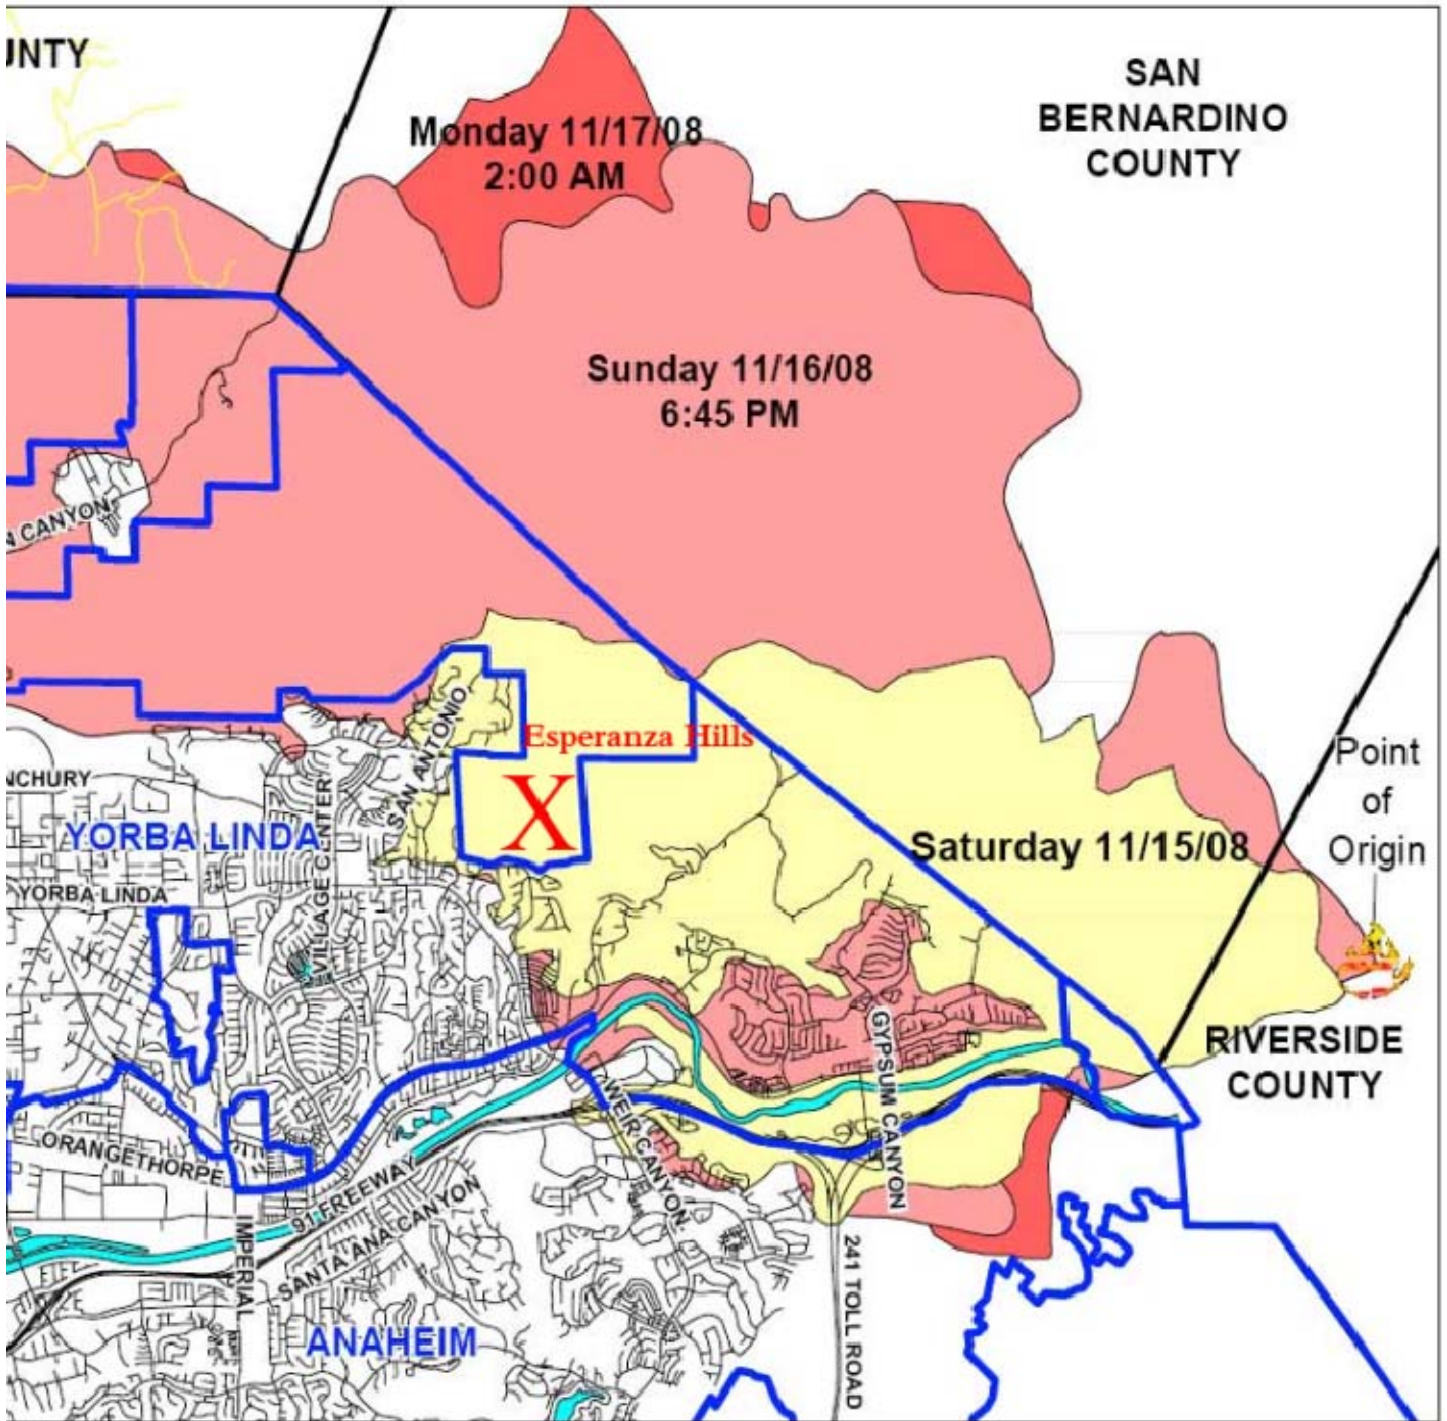 UNTY
SAN
BERNARDINO
COUNTY
Monday 11/17/08
2:00 AM
Sunday 11/16/08
6:45 PM
N CANYON
SAN ANTONIO
Esperanza Hills
X
Point
of
Origin
NCHURY
YORBA LINDA
VILLAGE CENTER
Saturday 11/15/08
YORBA LINDA
GYPSUM CANYON
RIVERSIDE
COUNTY
WEIR CANYON
ORANGETHORPE
91 FREEWAY
SANTA ANA CANYON
IMPERIAL
241 TOLL ROAD
ANAHEIM